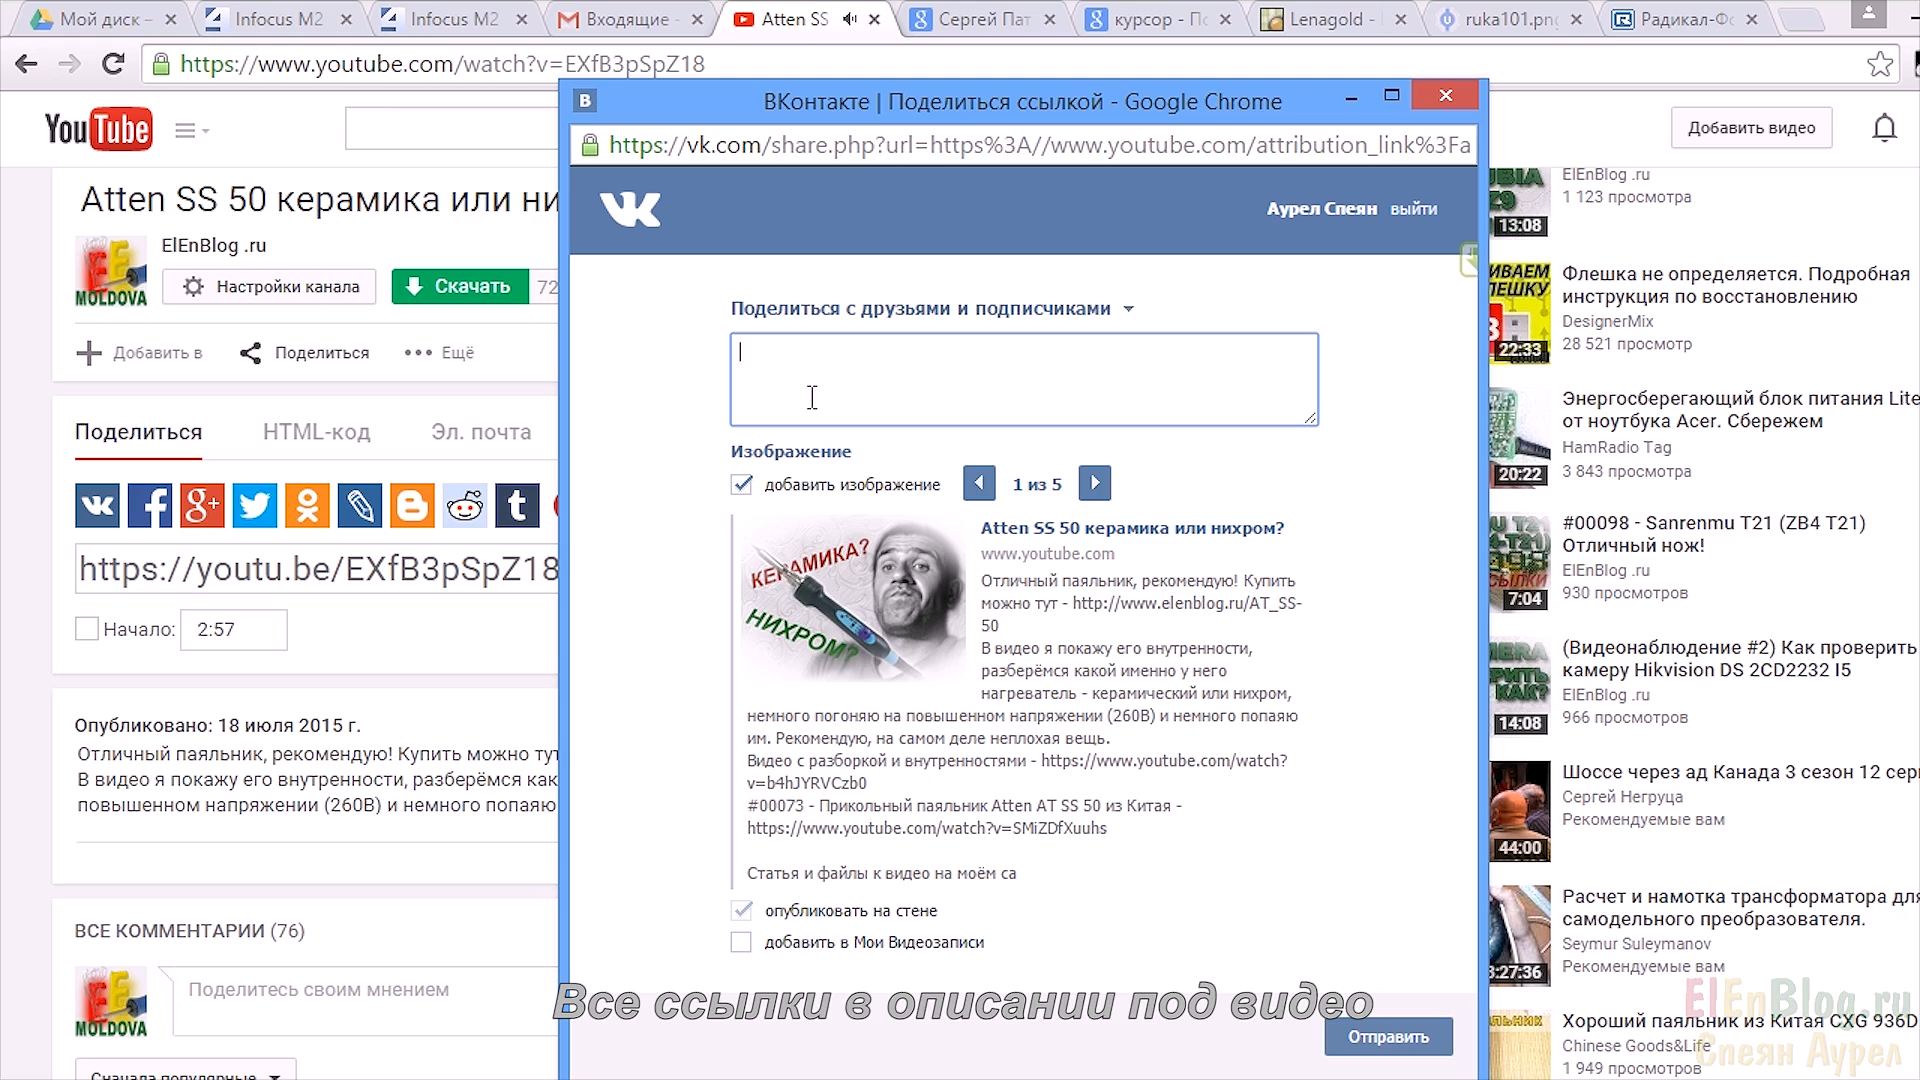 Мой диск –
Infocus M2
Infocus M2
Входящие -
Atten SS
Сергей Пат
курсор - По
Lenagold -
ruka101.png
Радикал-Фо
https://www.youtube.com/watch?v=EXfB3pSpZ18
YouTube
Добавить видео
Atten SS 50 керамика или ни
ElEnBlog .ru
MOLDOVA
Настройки канала
Скачать
72
Добавить в
Поделиться
Ещё
Поделиться
HTML-код
Эл. почта
https://youtu.be/EXfB3pSpZ18
Начало:
2:57
Опубликовано: 18 июля 2015 г.
Отличный паяльник, рекомендую! Купить можно тут
В видео я покажу его внутренности, разберёмся как
повышенном напряжении (260В) и немного попаяю
ВСЕ КОММЕНТАРИИ (76)
MOLDOVA
Поделитесь своим мнением
Сначала популярные
ВКонтакте | Поделиться ссылкой - Google Chrome
https://vk.com/share.php?url=https%3A//www.youtube.com/attribution_link%3Fa
Аурел Спеян
выйти
Поделиться с друзьями и подписчиками
Изображение
добавить изображение
1 из 5
КЕРАМИКА?
НИХРОМ?
Atten SS 50 керамика или нихром?
www.youtube.com
Отличный паяльник, рекомендую! Купить
можно тут - http://www.elenblog.ru/AT_SS-
50
В видео я покажу его внутренности,
разберёмся какой именно у него
нагреватель - керамический или нихром,
немного погоняю на повышенном напряжении (260В) и немного попаяю
им. Рекомендую, на самом деле неплохая вещь.
Видео с разборкой и внутренностями - https://www.youtube.com/watch?
v=b4hJYRVCzb0
#00073 - Прикольный паяльник Atten AT SS 50 из Китая -
https://www.youtube.com/watch?v=SMiZDfXuuhs
Статья и файлы к видео на моём са
опубликовать на стене
добавить в Мои Видеозаписи
Все ссылки в описании под видео
Отправить
13:08
ElEnBlog .ru
1 123 просмотра
22:33
Флешка не определяется. Подробная
инструкция по восстановлению
DesignerMix
28 521 просмотр
20:22
Энергосберегающий блок питания Lite
от ноутбука Acer. Сбережем
HamRadio Tag
3 843 просмотра
7:04
#00098 - Sanrenmu T21 (ZB4 T21)
Отличный нож!
ElEnBlog .ru
930 просмотров
14:08
(Видеонаблюдение #2) Как проверить
камеру Hikvision DS 2CD2232 I5
ElEnBlog .ru
966 просмотров
44:00
Шоссе через ад Канада 3 сезон 12 сери
Сергей Негруца
Рекомендуемые вам
3:27:36
Расчет и намотка трансформатора для
самодельного преобразователя.
Seymur Suleymanov
Рекомендуемые вам
Хороший паяльник из Китая CXG 936D
Chinese Goods&Life
1 949 просмотров
ElEnBlog.ru
Спеян Аурел